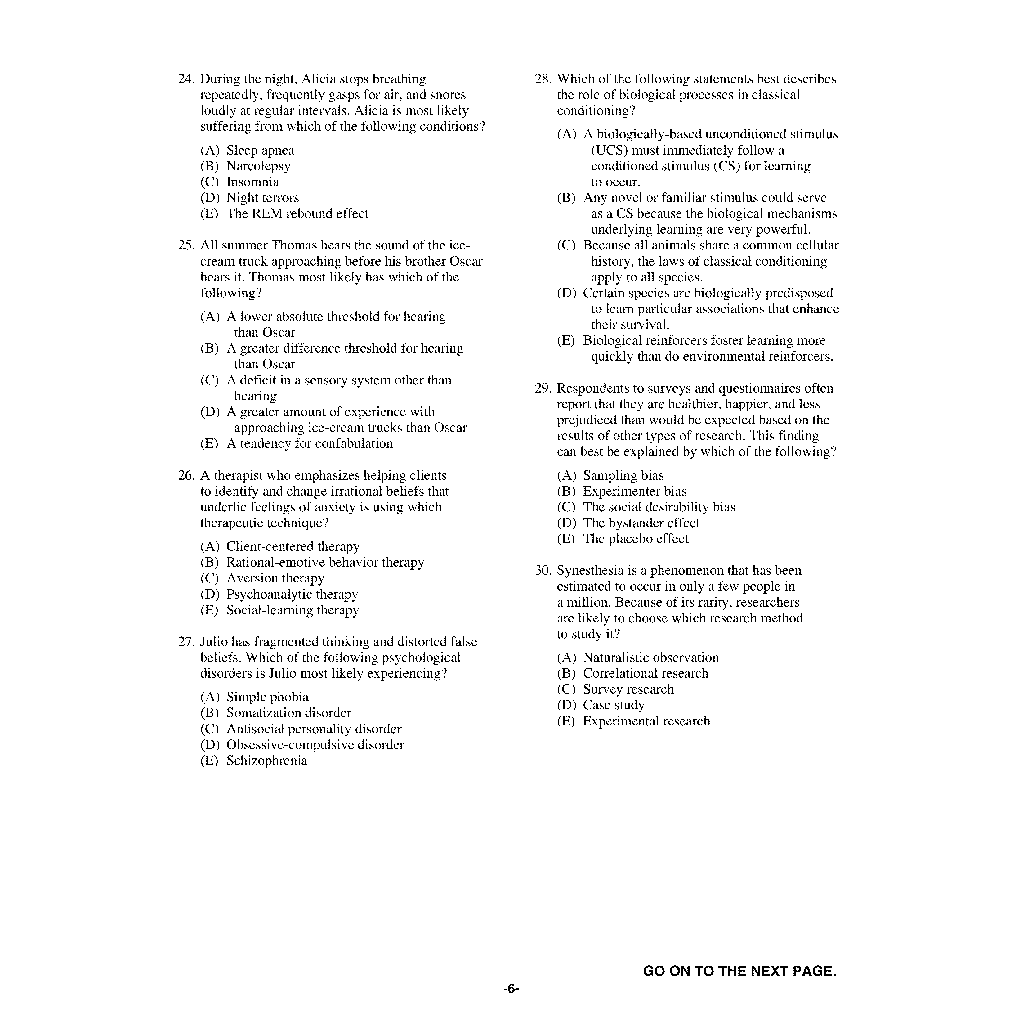 24. During the night, Alicia stops breathing
repeatedly, frequently gasps for air, and snores
loudly at regular intervals. Alicia is most likely
suffering from which of the following conditions?
(A) Sleep apnea
(B) Narcolepsy
(C) Insomnia
(D) Night terrors
(E) The REM rebound effect
25. All summer Thomas hears the sound of the ice-
cream truck approaching before his brother Oscar
hears it. Thomas most likely has which of the
following?
(A) A lower absolute threshold for hearing
than Oscar
(B) A greater difference threshold for hearing
than Oscar
(C) A deficit in a sensory system other than
hearing
(D) A greater amount of experience with
approaching ice-cream trucks than Oscar
(E) A tendency for confabulation
26. A therapist who emphasizes helping clients
to identify and change irrational beliefs that
underlie feelings of anxiety is using which
therapeutic technique?
(A) Client-centered therapy
(B) Rational-emotive behavior therapy
(C) Aversion therapy
(D) Psychoanalytic therapy
(E) Social-learning therapy
27. Julio has fragmented thinking and distorted false
beliefs. Which of the following psychological
disorders is Julio most likely experiencing?
(A) Simple phobia
(B) Somatization disorder
(C) Antisocial personality disorder
(D) Obsessive-compulsive disorder
(E) Schizophrenia
28. Which of the following statements best describes
the role of biological processes in classical
conditioning?
(A) A biologically-based unconditioned stimulus
(UCS) must immediately follow a
conditioned stimulus (CS) for learning
to occur.
(B) Any novel or familiar stimulus could serve
as a CS because the biological mechanisms
underlying learning are very powerful.
(C) Because all animals share a common cellular
history, the laws of classical conditioning
apply to all species.
(D) Certain species are biologically predisposed
to learn particular associations that enhance
their survival.
(E) Biological reinforcers foster learning more
quickly than do environmental reinforcers.
29. Respondents to surveys and questionnaires often
report that they are healthier, happier, and less
prejudiced than would be expected based on the
results of other types of research. This finding
can best be explained by which of the following?
(A) Sampling bias
(B) Experimenter bias
(C) The social desirability bias
(D) The bystander effect
(E) The placebo effect
30. Synesthesia is a phenomenon that has been
estimated to occur in only a few people in
a million. Because of its rarity, researchers
are likely to choose which research method
to study it?
(A) Naturalistic observation
(B) Correlational research
(C) Survey research
(D) Case study
(E) Experimental research
GO ON TO THE NEXT PAGE.
-6-